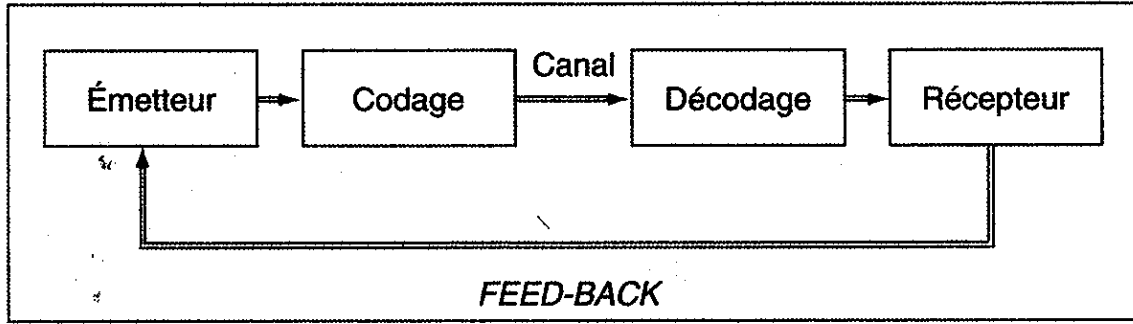 Canal
Émetteur
Codage
Décodage
Récepteur
FEED-BACK